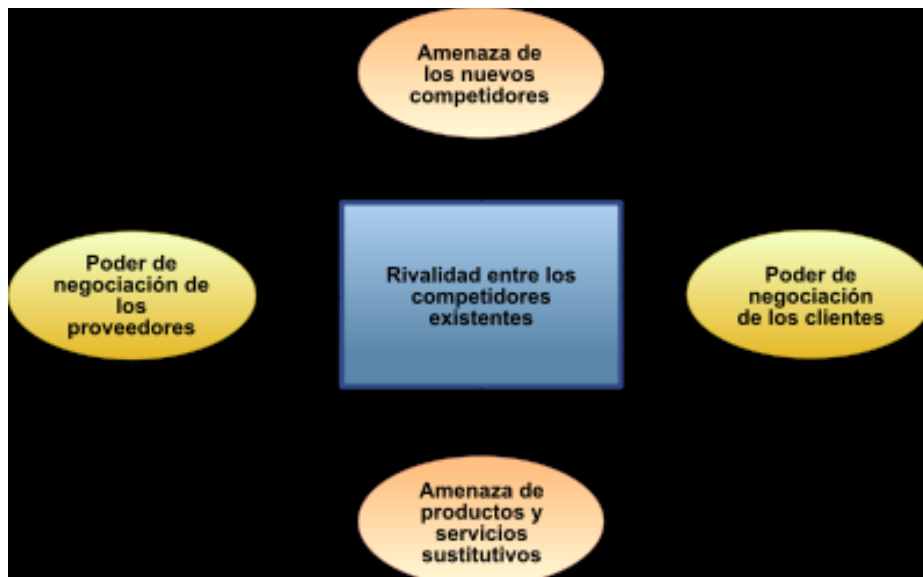 Amenaza de
los nuevos
competidores
Poder de
negociación de
los
proveedores
Rivalidad entre los
competidores
existentes
Poder de
negociación
de los clientes
Amenaza de
productos y
servicios
sustitutivos